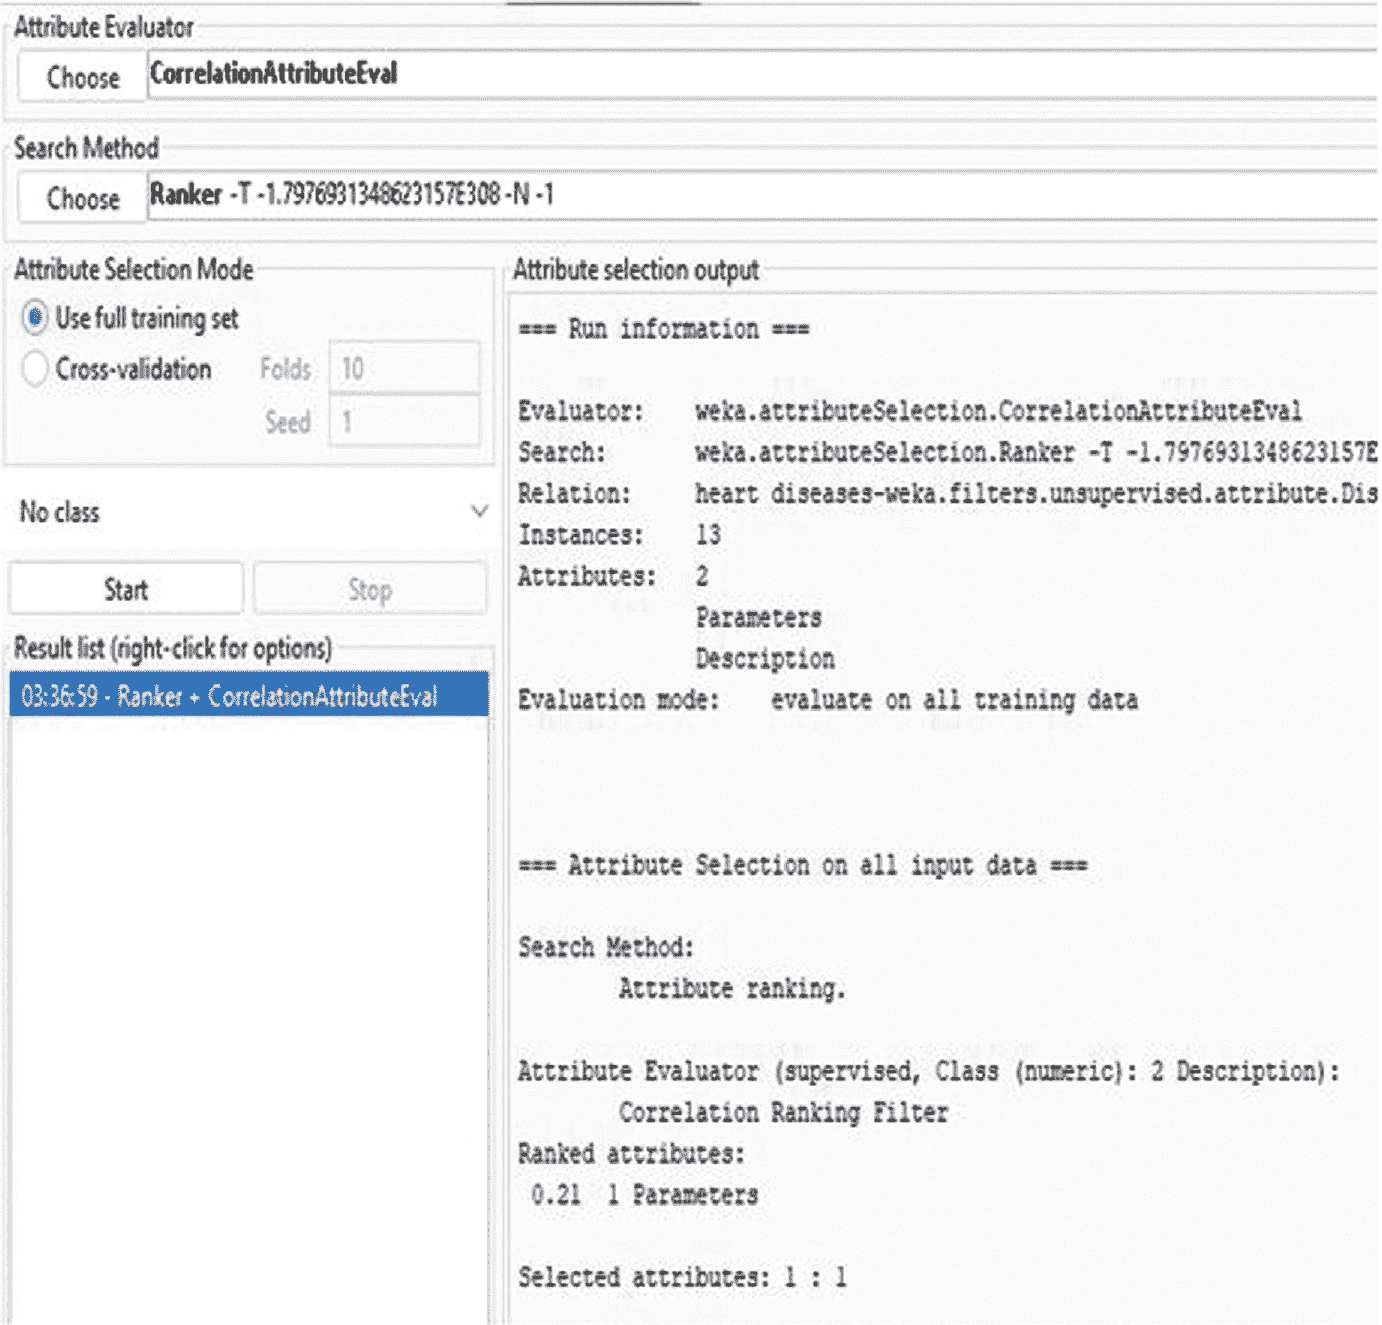 Attribute Evaluator
Choose CorrelationAttributeEval
Search Method
Choose Ranker -T -1.7976931348623157E308 -N -1
Attribute Selection Mode
Use full training set
Cross-validation Folds 10
Seed 1
No class
Start Stop
Result list (right-click for options)
03:36:59 - Ranker + CorrelationAttributeEval
Attribute selection output
=== Run information ===
Evaluator: weka.attributeSelection.CorrelationAttributeEval
Search: weka.attributeSelection.Ranker -T -1.7976931348623157E
Relation: heart diseases-weka.filters.unsupervised.attribute.Dis
Instances: 13
Attributes: 2
Parameters
Description
Evaluation mode: evaluate on all training data
=== Attribute Selection on all input data ===
Search Method:
Attribute ranking.
Attribute Evaluator (supervised, Class (numeric): 2 Description):
Correlation Ranking Filter
Ranked attributes:
0.21 1 Parameters
Selected attributes: 1 : 1